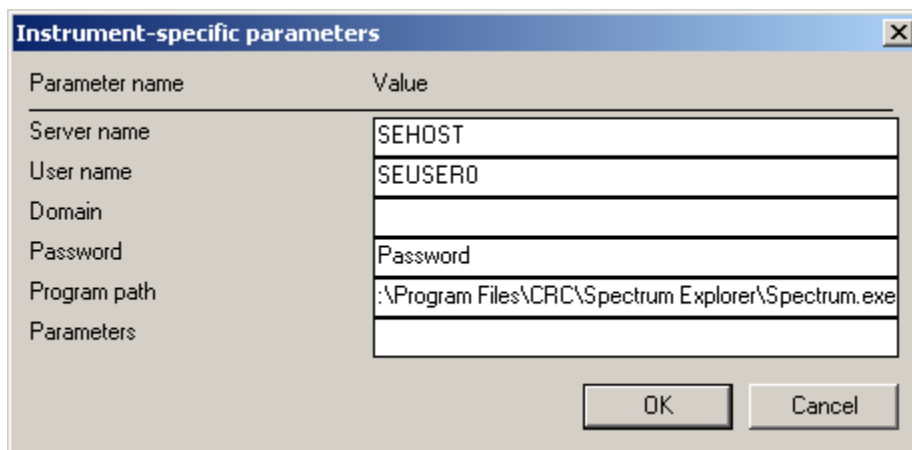 Instrument-specific parameters
Parameter name Value
Server name SEHOST
User name SEUSER0
Domain
Password Password
Program path :\Program Files\CRC\Spectrum Explorer\Spectrum.exe
Parameters
OK Cancel